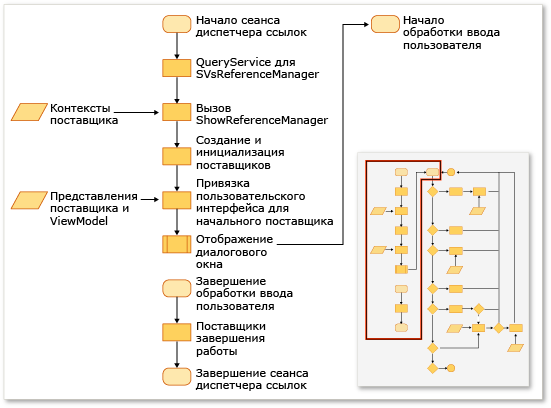 Начало сеанса
диспетчера ссылок
Начало
обработки ввода
пользователя
QueryService для
SVsReferenceManager
Контексты
поставщика
Вызов
ShowReferenceManager
Создание и
инициализация
поставщиков
Представления
поставщика и
ViewModel
Привязка
пользовательского
интерфейса для
начального поставщика
Отображение
диалогового
окна
Завершение
обработки ввода
пользователя
Поставщики
завершения
работы
Завершение сеанса
диспетчера ссылок